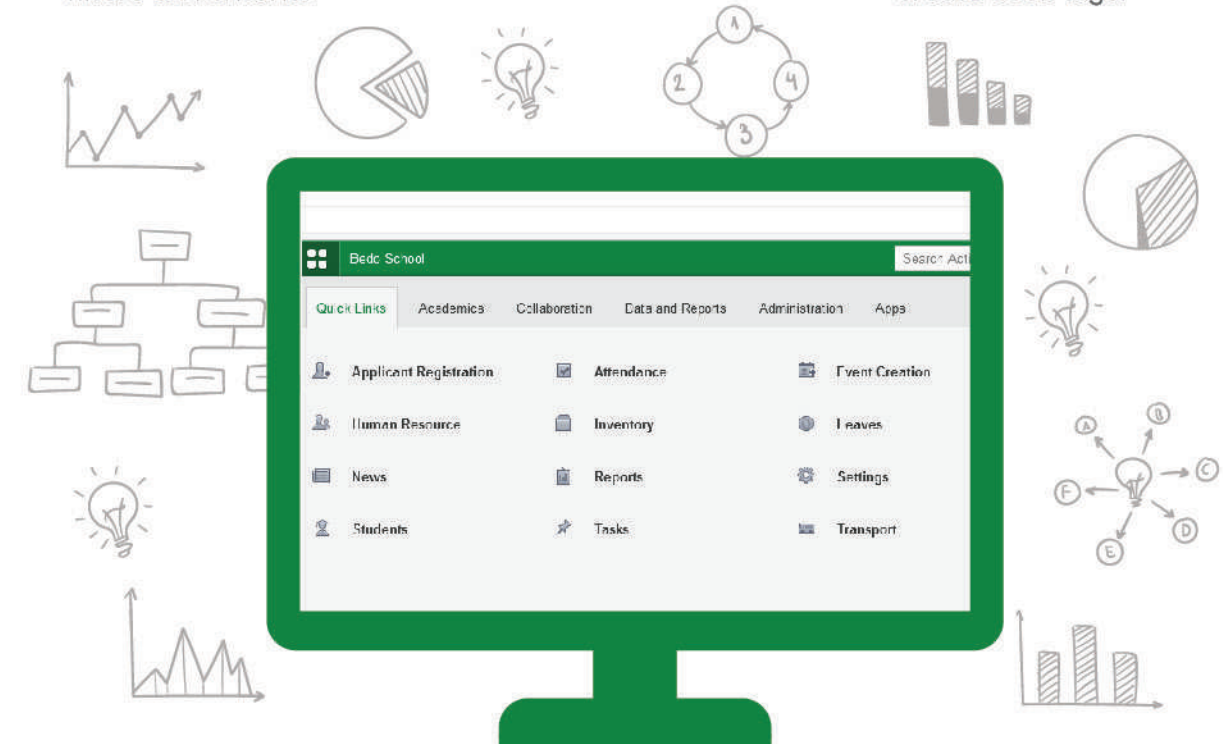 1
2
4
3
Bedo School
Search Acti
Quick Links Academics Collaboration Data and Reports Administration Apps
Applicant Registration Attendance Event Creation
Human Resource Inventory Leaves
News Reports Settings
Students Tasks Transport
A
B
C
F
D
E